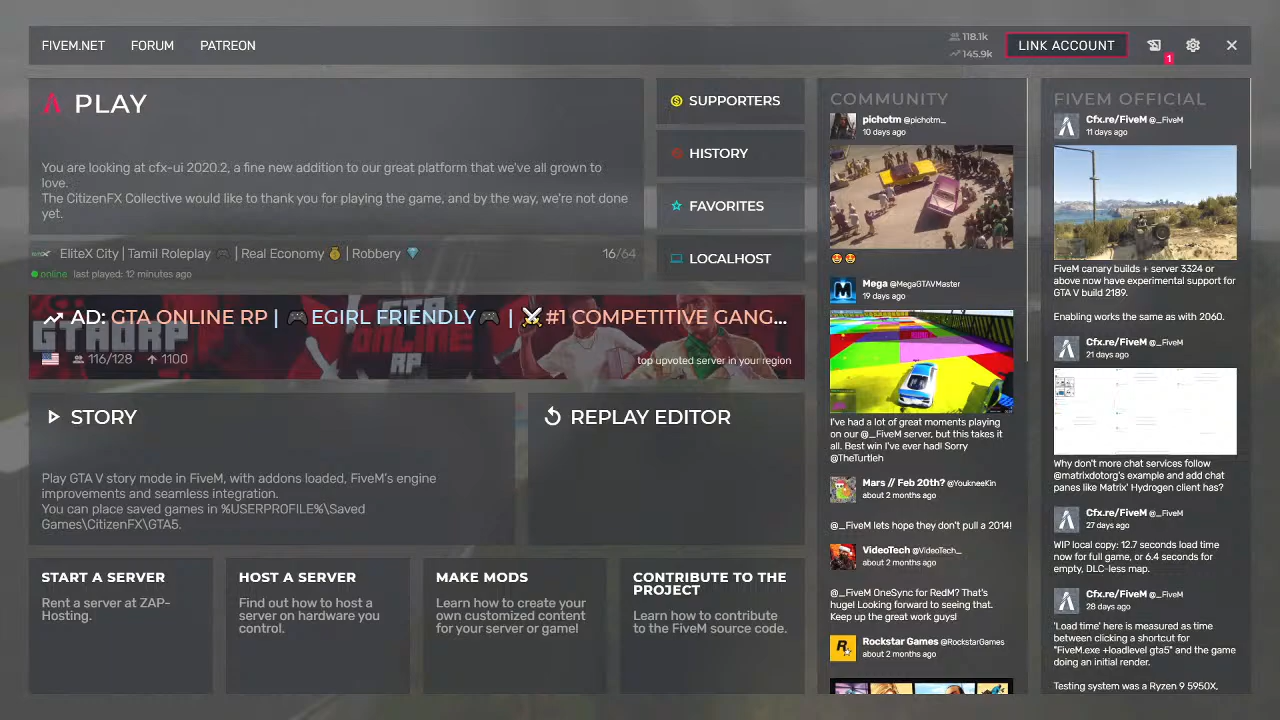 FIVEM.NET FORUM PATREON
118.1k
145.9k
LINK ACCOUNT
1
PLAY
You are looking at cfx-ui 2020.2, a fine new addition to our great platform that we've all grown to
love.
The CitizenFX Collective would like to thank you for playing the game, and by the way, we're not done
yet.
EliteX City | Tamil Roleplay 🎮 | Real Economy 💰 | Robbery 💎 16/64
online last played: 12 minutes ago
SUPPORTERS
HISTORY
FAVORITES
LOCALHOST
AD: GTA ONLINE RP | 🎮EGIRL FRIENDLY🎮 | ⚔️#1 COMPETITIVE GANG...
GTAORP
GTA
ONLINE
RP
116/128 1100
top upvoted server in your region
STORY
Play GTA V story mode in FiveM, with addons loaded, FiveM's engine
improvements and seamless integration.
You can place saved games in %USERPROFILE%\Saved
Games\CitizenFX\GTA5.
REPLAY EDITOR
START A SERVER
Rent a server at ZAP-
Hosting.
HOST A SERVER
Find out how to host a
server on hardware you
control.
MAKE MODS
Learn how to create your
own customized content
for your server or game!
CONTRIBUTE TO THE
PROJECT
Learn how to contribute
to the FiveM source code.
COMMUNITY
pichotm @pichotm_
10 days ago
🤩🤩
Mega @MegaGTAVMaster
19 days ago
I've had a lot of great moments playing
on our @_FiveM server, but this takes it
all. Best win I've ever had! Sorry
@TheTurtleh
Mars // Feb 20th? @YoukneeKin
about 2 months ago
@_FiveM lets hope they don't pull a 2014!
VideoTech @VideoTech_
about 2 months ago
@_FiveM OneSync for RedM? That's
huge! Looking forward to seeing that.
Keep up the great work guys!
Rockstar Games @RockstarGames
about 2 months ago
FIVEM OFFICIAL
Cfx.re/FiveM @_FiveM
11 days ago
FiveM canary builds + server 3324 or
above now have experimental support for
GTA V build 2189.
Enabling works the same as with 2060.
Cfx.re/FiveM @_FiveM
21 days ago
Why don't more chat services follow
@matrixdotorg's example and add chat
panes like Matrix' Hydrogen client has?
Cfx.re/FiveM @_FiveM
27 days ago
WIP local copy: 12.7 seconds load time
now for full game, or 6.4 seconds for
empty, DLC-less map.
Cfx.re/FiveM @_FiveM
28 days ago
'Load time' here is measured as time
between clicking a shortcut for
"FiveM.exe +loadlevel gta5" and the game
doing an initial render.
Testing system was a Ryzen 9 5950X,